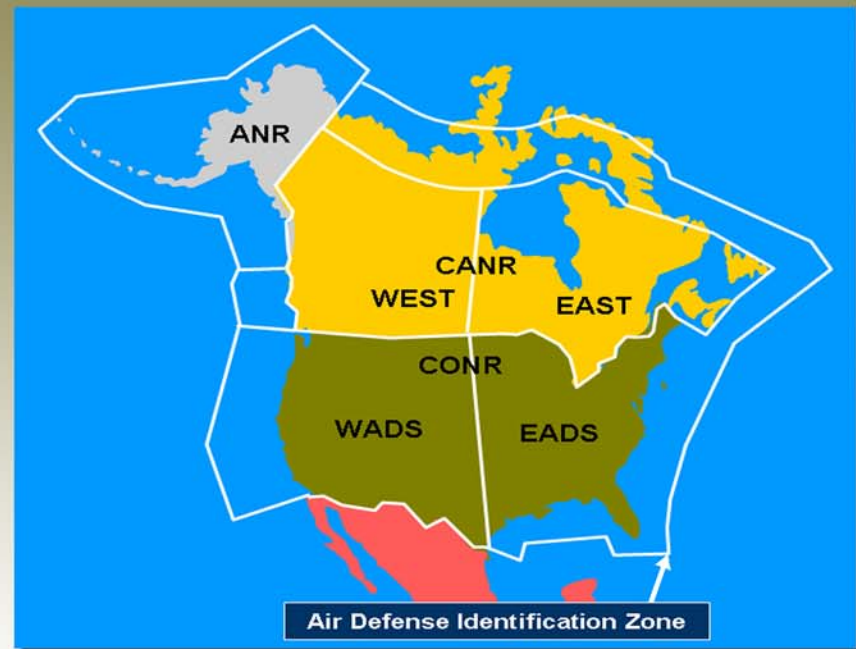 ANR
CANR
WEST
EAST
CONR
WADS
EADS
Air Defense Identification Zone